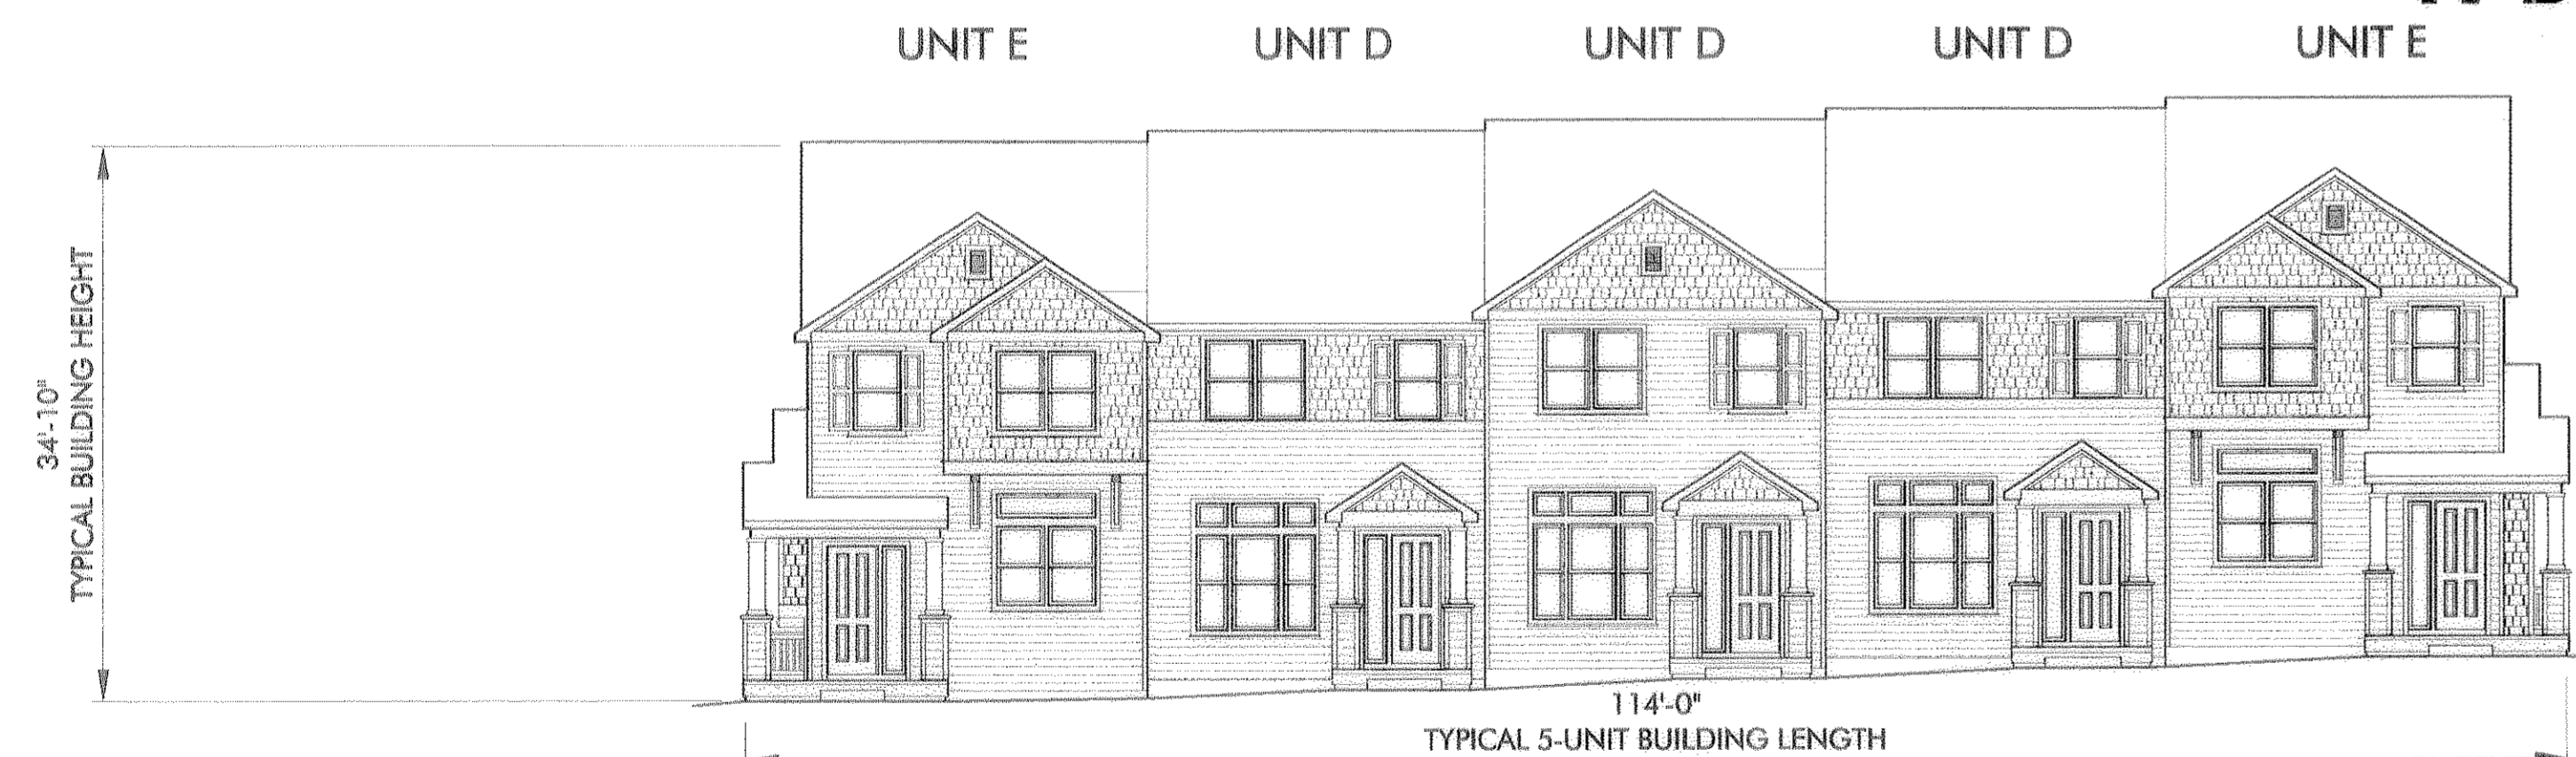 UNIT E
UNIT D
UNIT D
UNIT D
UNIT E
34'-10"
TYPICAL BUILDING HEIGHT
114'-0"
TYPICAL 5-UNIT BUILDING LENGTH